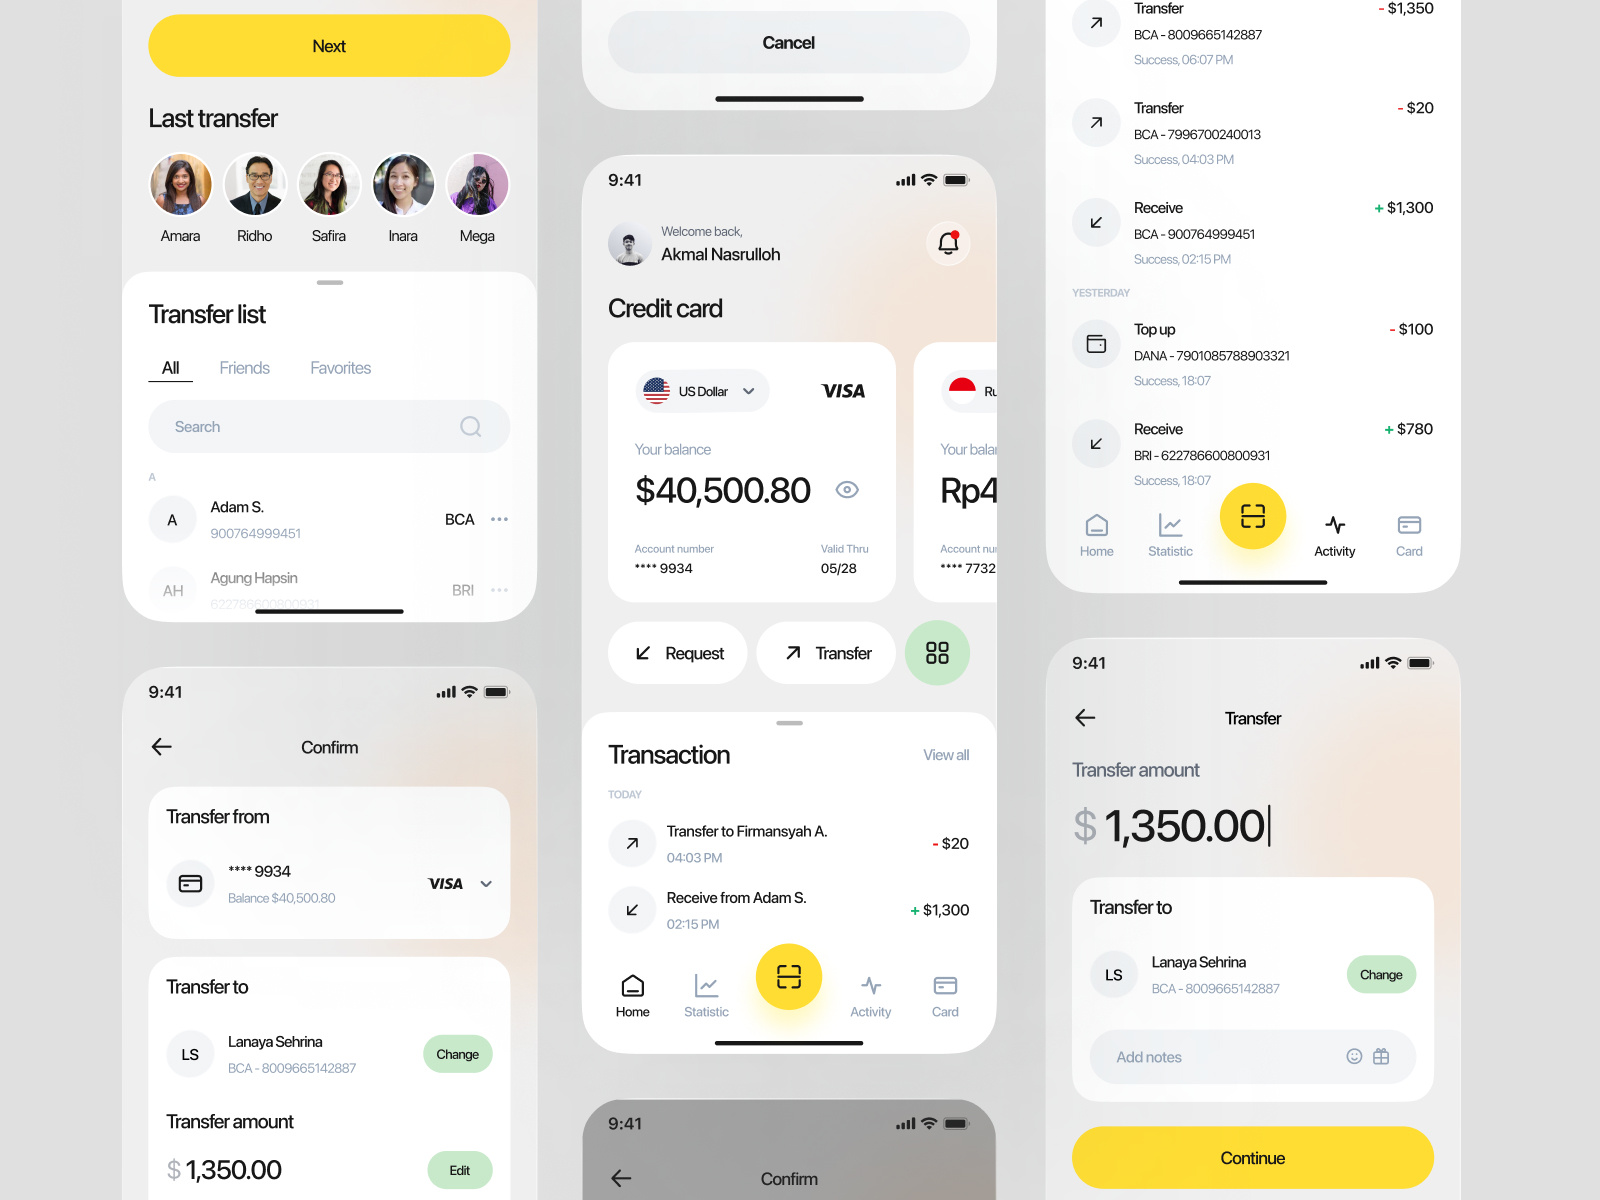 Next
Last transfer
Amara
Ridho
Safira
Inara
Mega
Transfer list
All
Friends
Favorites
Search
A
A
Adam S.
900764999451
BCA
AH
Agung Hapsin
622786600800931
BRI
9:41
Confirm
Transfer from
**** 9934
Balance $40,500.80
VISA
Transfer to
LS
Lanaya Sehrina
BCA - 8009665142887
Change
Transfer amount
$ 1,350.00
Edit
Cancel
9:41
Welcome back,
Akmal Nasrulloh
Credit card
US Dollar
VISA
Your balance
$40,500.80
Account number
**** 9934
Valid Thru
05/28
Ru
Your balan
Rp4
Account nu
**** 7732
Request
Transfer
Transaction
View all
TODAY
Transfer to Firmansyah A.
04:03 PM
- $20
Receive from Adam S.
02:15 PM
+ $1,300
Home
Statistic
Activity
Card
9:41
Confirm
Transfer
- $1,350
BCA - 8009665142887
Success, 06:07 PM
Transfer
- $20
BCA - 7996700240013
Success, 04:03 PM
Receive
+ $1,300
BCA - 900764999451
Success, 02:15 PM
YESTERDAY
Top up
- $100
DANA - 7901085788903321
Success, 18:07
Receive
+ $780
BRI - 622786600800931
Success, 18:07
Home
Statistic
Activity
Card
9:41
Transfer
Transfer amount
$ 1,350.00
Transfer to
LS
Lanaya Sehrina
BCA - 8009665142887
Change
Add notes
Continue